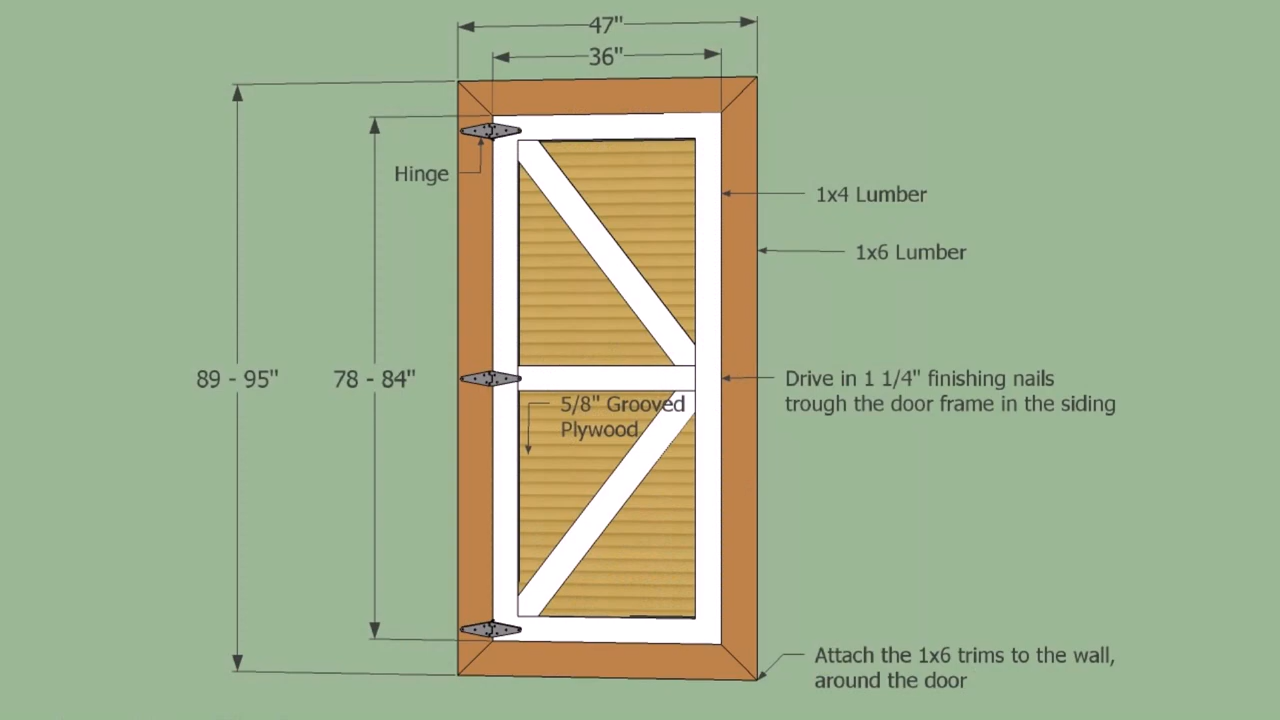 47"
36"
Hinge
1x4 Lumber
1x6 Lumber
89 - 95"
78 - 84"
Drive in 1 1/4" finishing nails
trough the door frame in the siding
5/8" Grooved
Plywood
Attach the 1x6 trims to the wall,
around the door